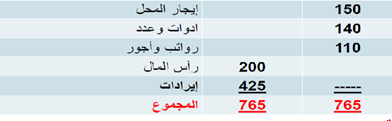 إيجار المحل 150
ادوات وعدد 140
رواتب وأجور 110
رأس المال 200
إيرادات 425 -----
المجموع 765 765